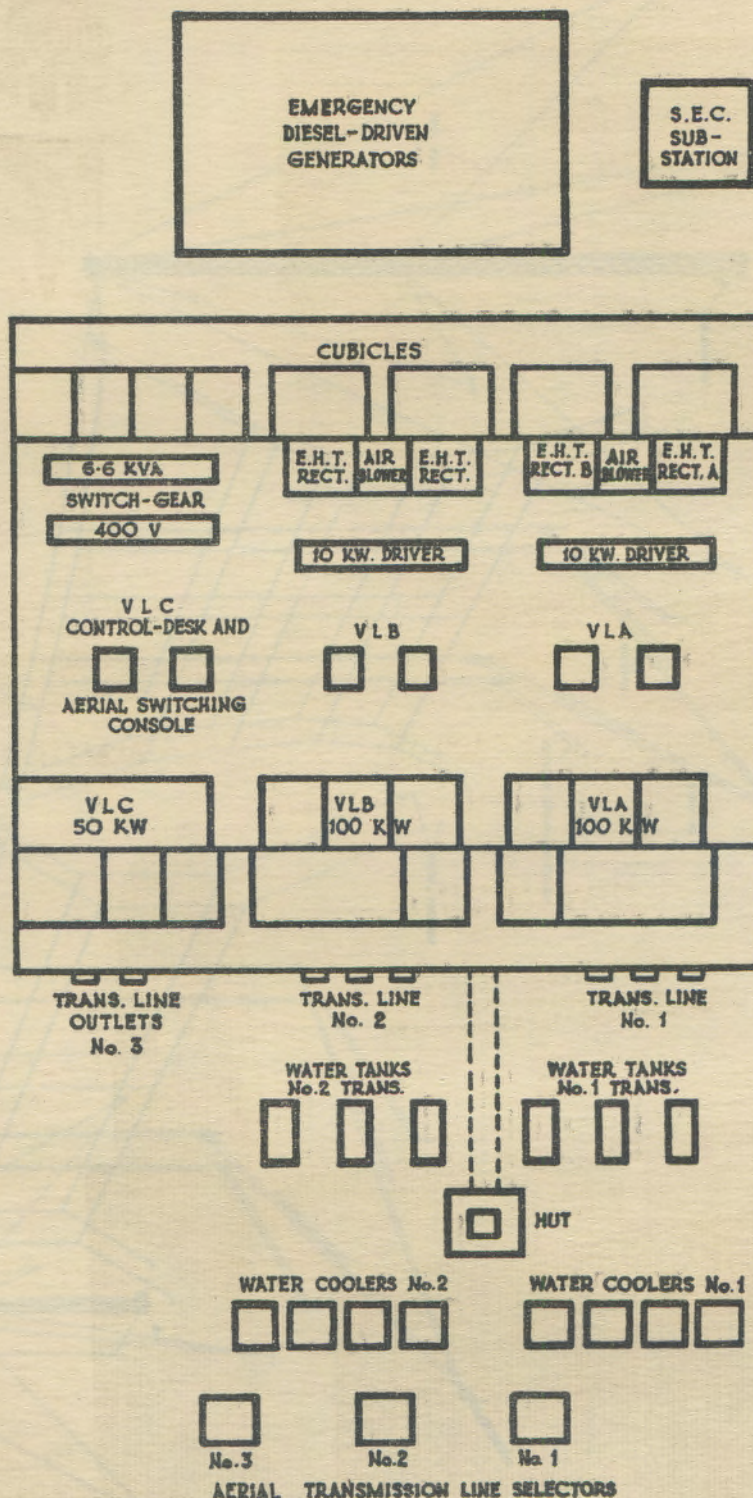 EMERGENCY
DIESEL-DRIVEN
GENERATORS
S.E.C.
SUB-
STATION
CUBICLES
6·6 KVA
SWITCH-GEAR
400 V
E.H.T.
RECT.
AIR
BLOWER
E.H.T.
RECT.
E.H.T.
RECT. B
AIR
BLOWER
E.H.T.
RECT. A
10 KW. DRIVER
10 KW. DRIVER
VLC
CONTROL-DESK AND
AERIAL SWITCHING
CONSOLE
VLB
VLA
VLC
50 KW
VLB
100 KW
VLA
100 KW
TRANS. LINE
OUTLETS
No. 3
TRANS. LINE
No. 2
TRANS. LINE
No. 1
WATER TANKS
No.2 TRANS.
WATER TANKS
No.1 TRANS.
HUT
WATER COOLERS No.2
WATER COOLERS No.1
No.3
No.2
No. 1
AERIAL TRANSMISSION LINE SELECTORS